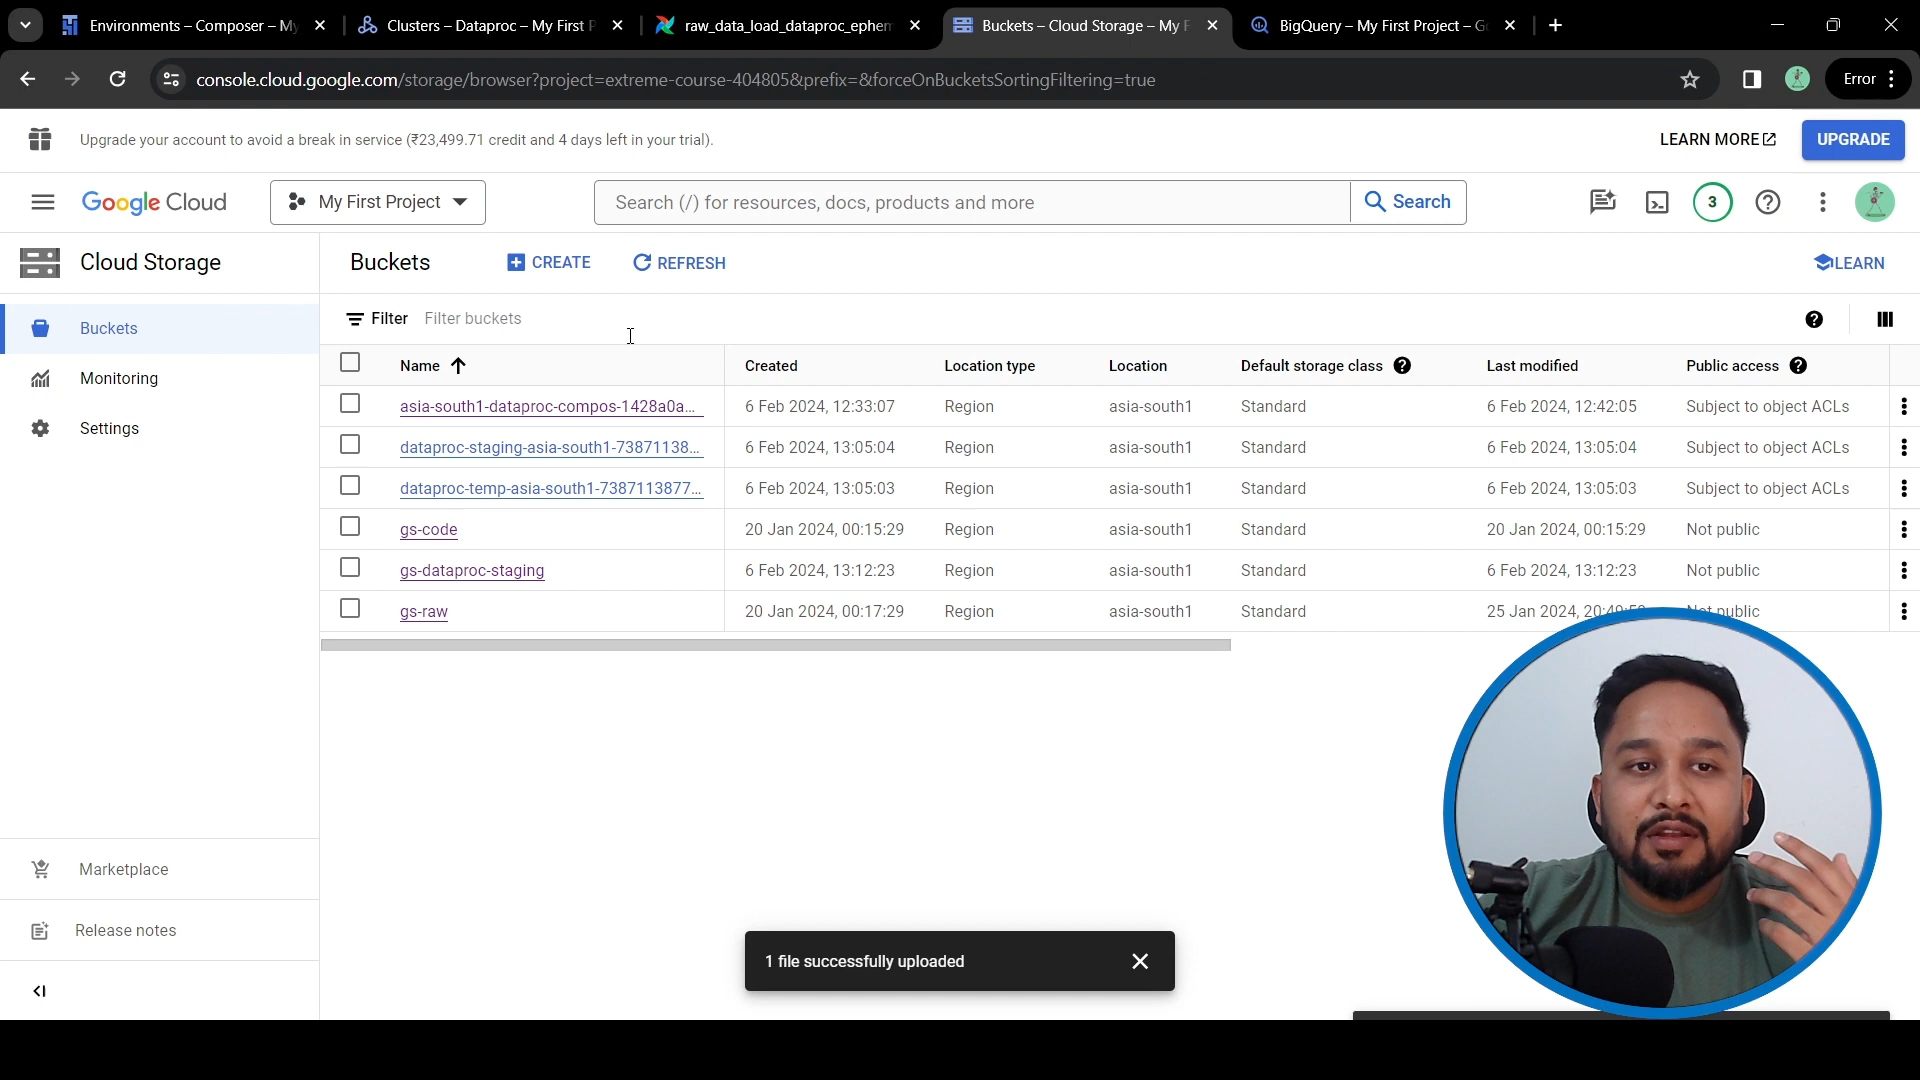 Environments – Composer – My
Clusters – Dataproc – My First P
raw_data_load_dataproc_ephem
Buckets – Cloud Storage – My F
BigQuery – My First Project – G
console.cloud.google.com/storage/browser?project=extreme-course-404805&prefix=&forceOnBucketsSortingFiltering=true
Error
Upgrade your account to avoid a break in service (₹23,499.71 credit and 4 days left in your trial).
LEARN MORE
UPGRADE
Google Cloud
My First Project
Search (/) for resources, docs, products and more
Search
3
Cloud Storage
Buckets
CREATE
REFRESH
LEARN
Buckets
Monitoring
Settings
Marketplace
Release notes
Filter Filter buckets
Name Created Location type Location Default storage class Last modified Public access
asia-south1-dataproc-compos-1428a0a... 6 Feb 2024, 12:33:07 Region asia-south1 Standard 6 Feb 2024, 12:42:05 Subject to object ACLs
dataproc-staging-asia-south1-73871138... 6 Feb 2024, 13:05:04 Region asia-south1 Standard 6 Feb 2024, 13:05:04 Subject to object ACLs
dataproc-temp-asia-south1-7387113877... 6 Feb 2024, 13:05:03 Region asia-south1 Standard 6 Feb 2024, 13:05:03 Subject to object ACLs
gs-code 20 Jan 2024, 00:15:29 Region asia-south1 Standard 20 Jan 2024, 00:15:29 Not public
gs-dataproc-staging 6 Feb 2024, 13:12:23 Region asia-south1 Standard 6 Feb 2024, 13:12:23 Not public
gs-raw 20 Jan 2024, 00:17:29 Region asia-south1 Standard 25 Jan 2024, public
1 file successfully uploaded